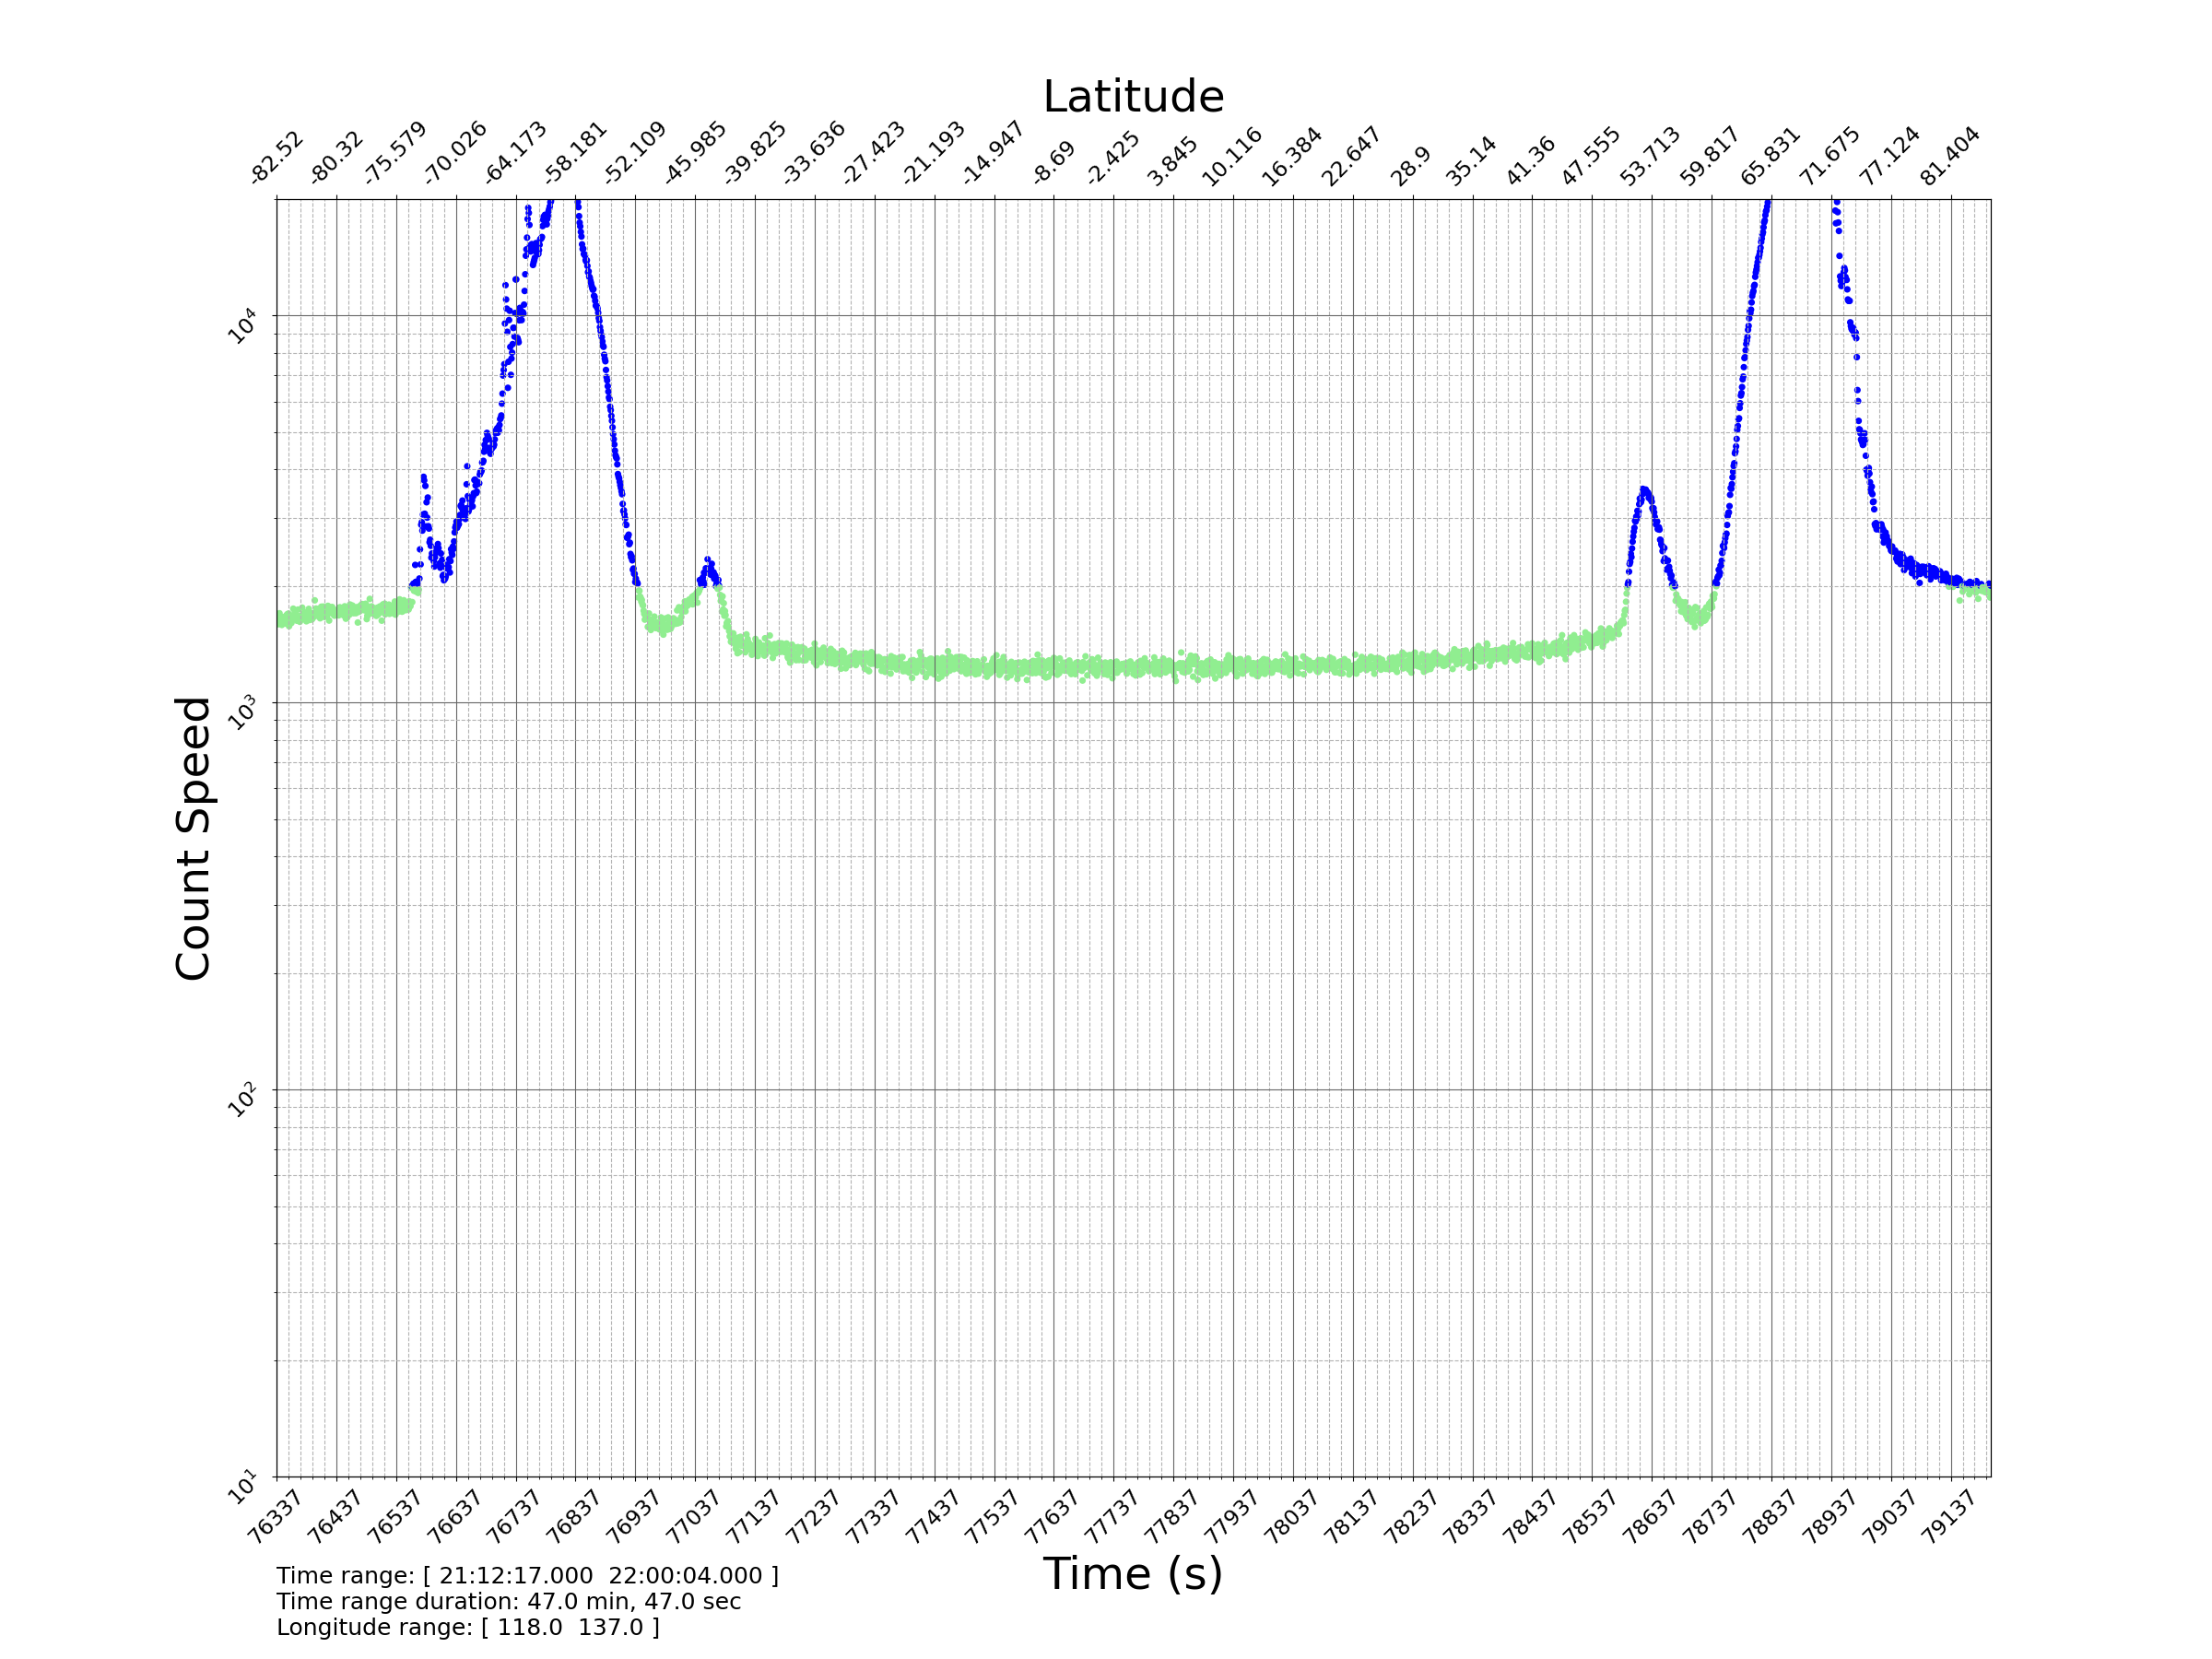 Latitude
-82.52 -80.32 -75.579 -70.026 -64.173 -58.181 -52.109 -45.985 -39.825 -33.636 -27.423 -21.193 -14.947 -8.69 -2.425 3.845 10.116 16.384 22.647 28.9 35.14 41.36 47.555 53.713 59.817 65.831 71.675 77.124 81.404
10⁴
10³
Count Speed
10²
10¹
76337 76437 76537 76637 76737 76837 76937 77037 77137 77237 77337 77437 77537 77637 77737 77837 77937 78037 78137 78237 78337 78437 78537 78637 78737 78837 78937 79037 79137
Time (s)
Time range: [ 21:12:17.000  22:00:04.000 ]
Time range duration: 47.0 min, 47.0 sec
Longitude range: [ 118.0  137.0 ]